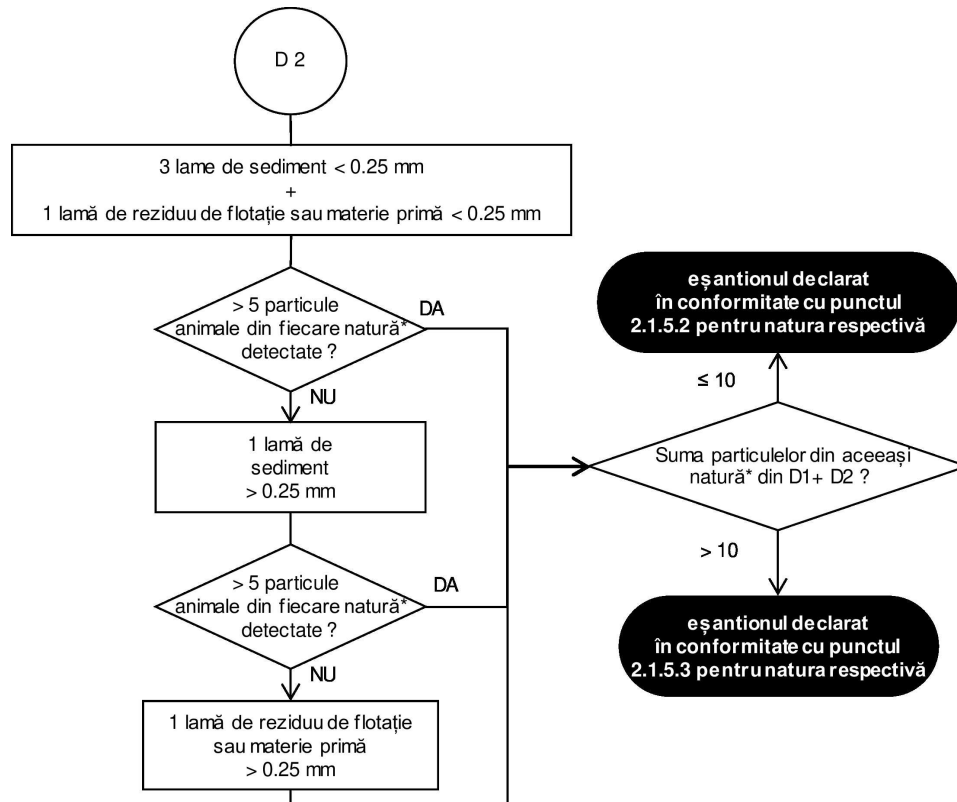 D 2
3 lame de sediment < 0.25 mm
+
1 lamă de reziduu de flotație sau materie primă < 0.25 mm
> 5 particule
animale din fiecare natură*
detectate ?
DA
NU
1 lamă de
sediment
> 0.25 mm
> 5 particule
animale din fiecare natură*
detectate ?
DA
NU
1 lamă de reziduu de flotație
sau materie primă
> 0.25 mm
eșantionul declarat
în conformitate cu punctul
2.1.5.2 pentru natura respectivă
≤ 10
Suma particulelor din aceeași
natură* din D1+ D2 ?
> 10
eșantionul declarat
în conformitate cu punctul
2.1.5.3 pentru natura respectivă